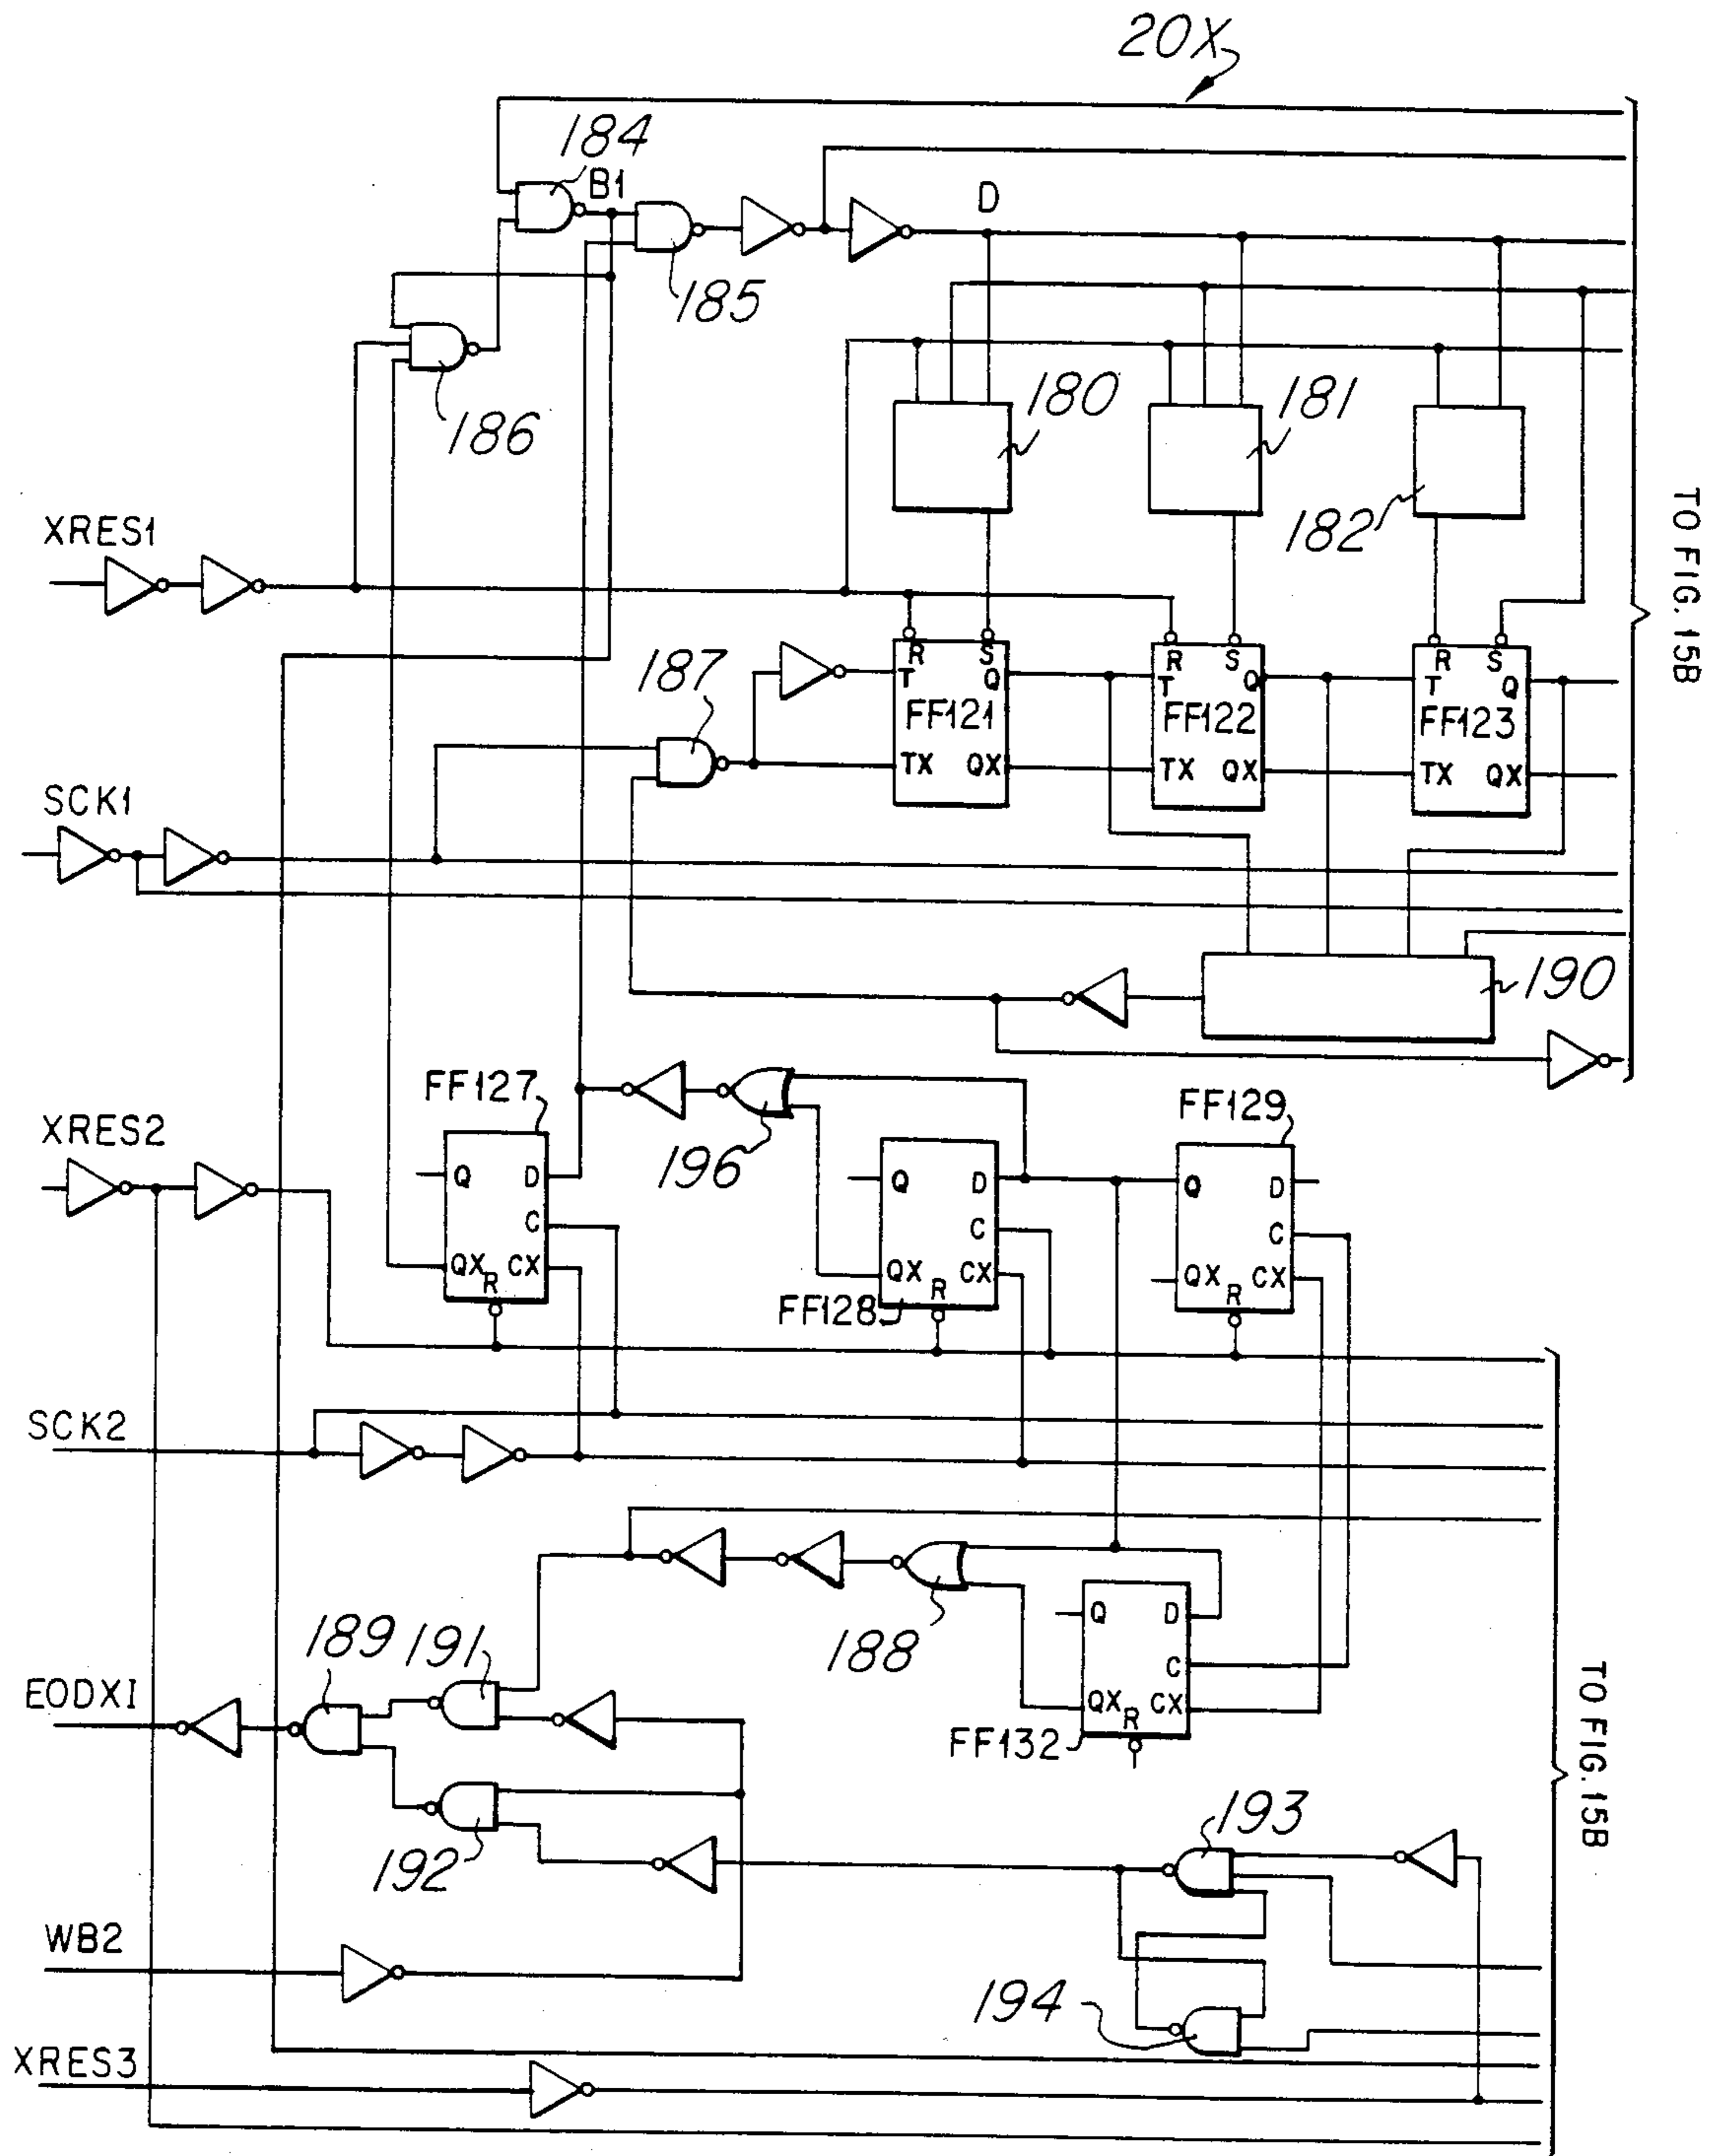 20X
184
B1
D
185
186
180
181
182
XRES1
TO FIG. 15B
R S
T Q
FF121
TX QX
R S
T Q
FF122
TX QX
R S
T Q
FF123
TX QX
187
SCK1
190
FF127
Q D
C
QX R CX
196
FF129
Q D
C
QX R CX
FF128
Q D
C
QX R CX
XRES2
SCK2
188
Q D
C
QX R CX
FF132
189
191
EODXI
TO FIG. 15B
192
193
WB2
194
XRES3